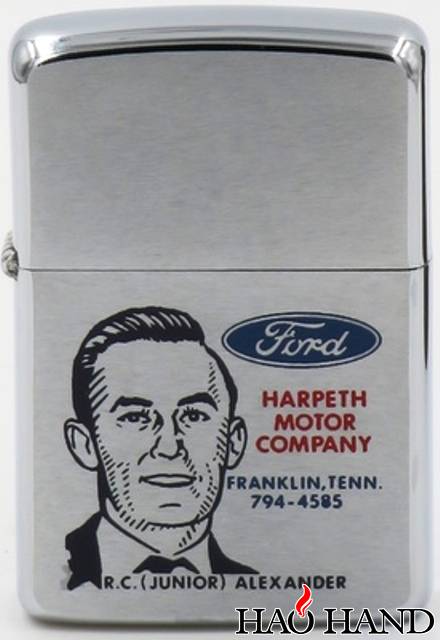 Ford
HARPETH
MOTOR
COMPANY
FRANKLIN, TENN.
794-4585
R.C. (JUNIOR) ALEXANDER
HAO HAND